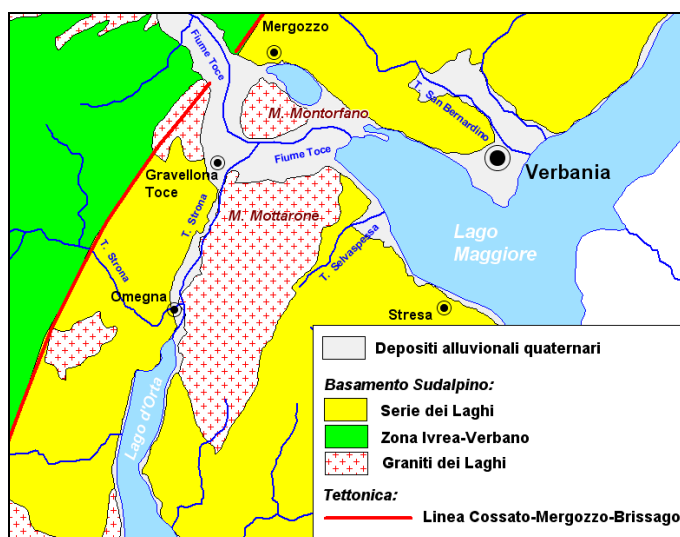 Mergozzo
Fiume Toce
M. Montorfano
T. San Bernardino
Fiume Toce
Verbania
Gravellona
Toce
T. Strona
M. Mottarone
Lago
Maggiore
T. Strona
T. Selvaspessa
Omegna
Stresa
Lago d'Orta
Depositi alluvionali quaternari
Basamento Sudalpino:
Serie dei Laghi
Zona Ivrea-Verbano
Graniti dei Laghi
Tettonica:
Linea Cossato-Mergozzo-Brissago